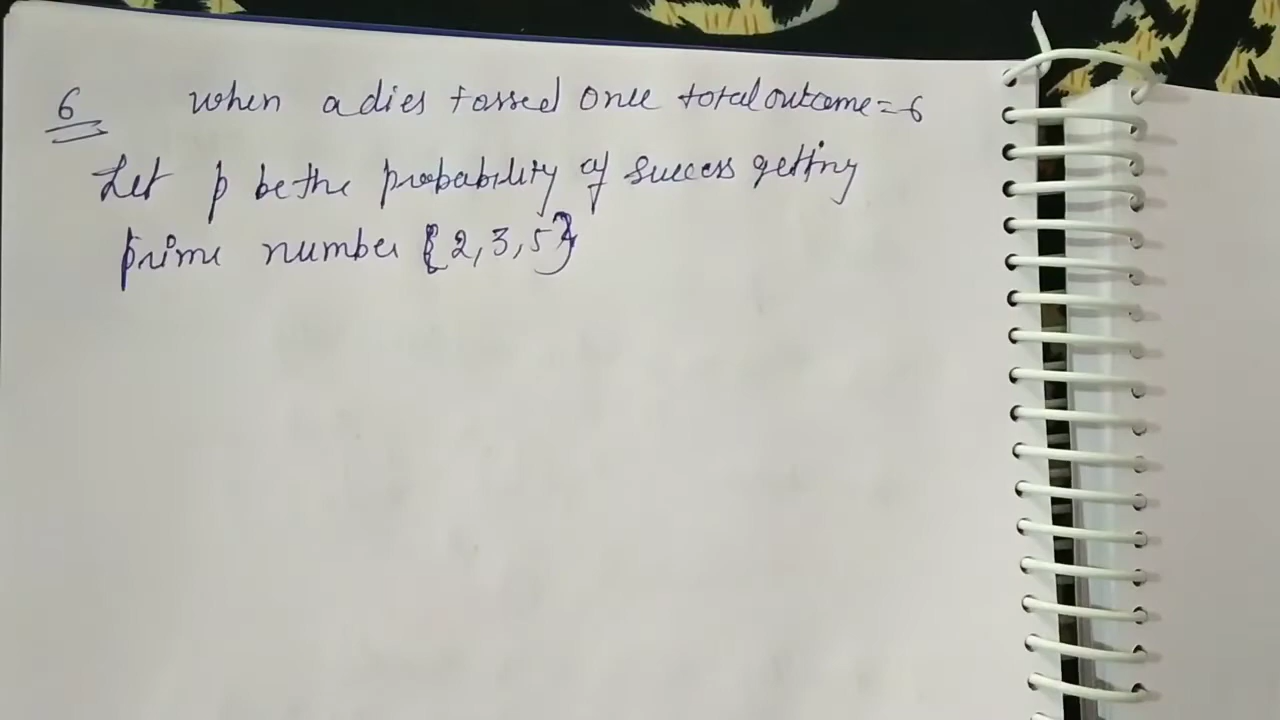 6 when a dies tossed once total outcome = 6
Let p be the probability of success getting
prime number {2, 3, 5}